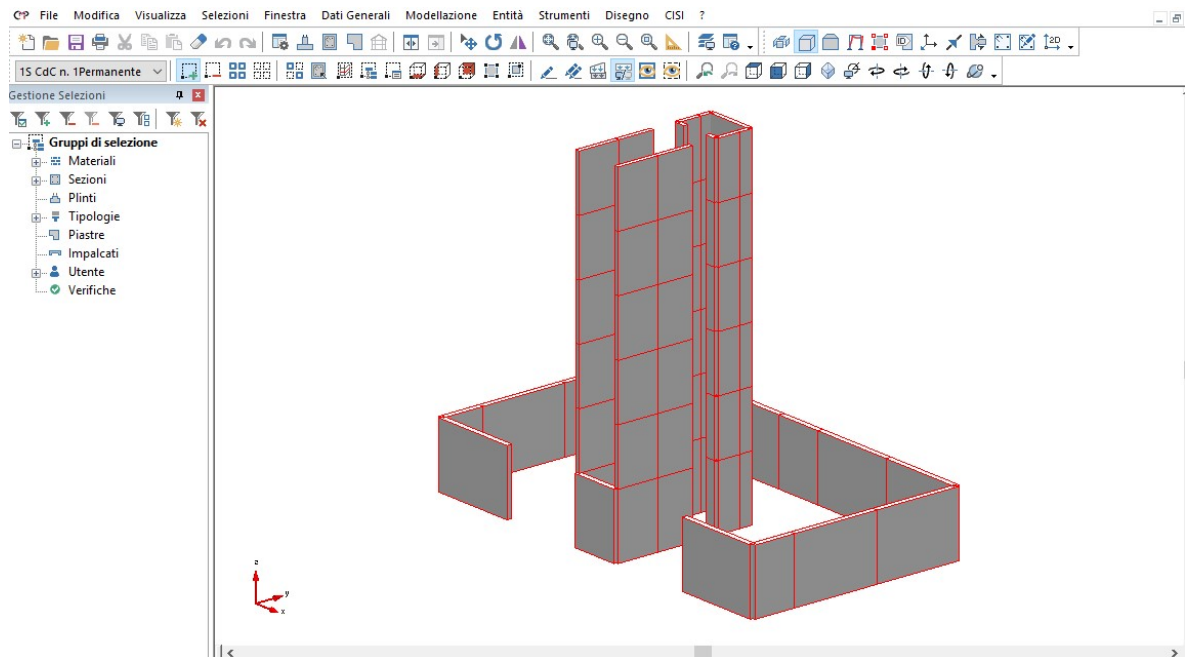 File Modifica Visualizza Selezioni Finestra Dati Generali Modellazione Entità Strumenti Disegno CISI ?
1S CdC n. 1Permanente
Gestione Selezioni
Gruppi di selezione
Materiali
Sezioni
Plinti
Tipologie
Piastre
Impalcati
Utente
Verifiche
z
y
x